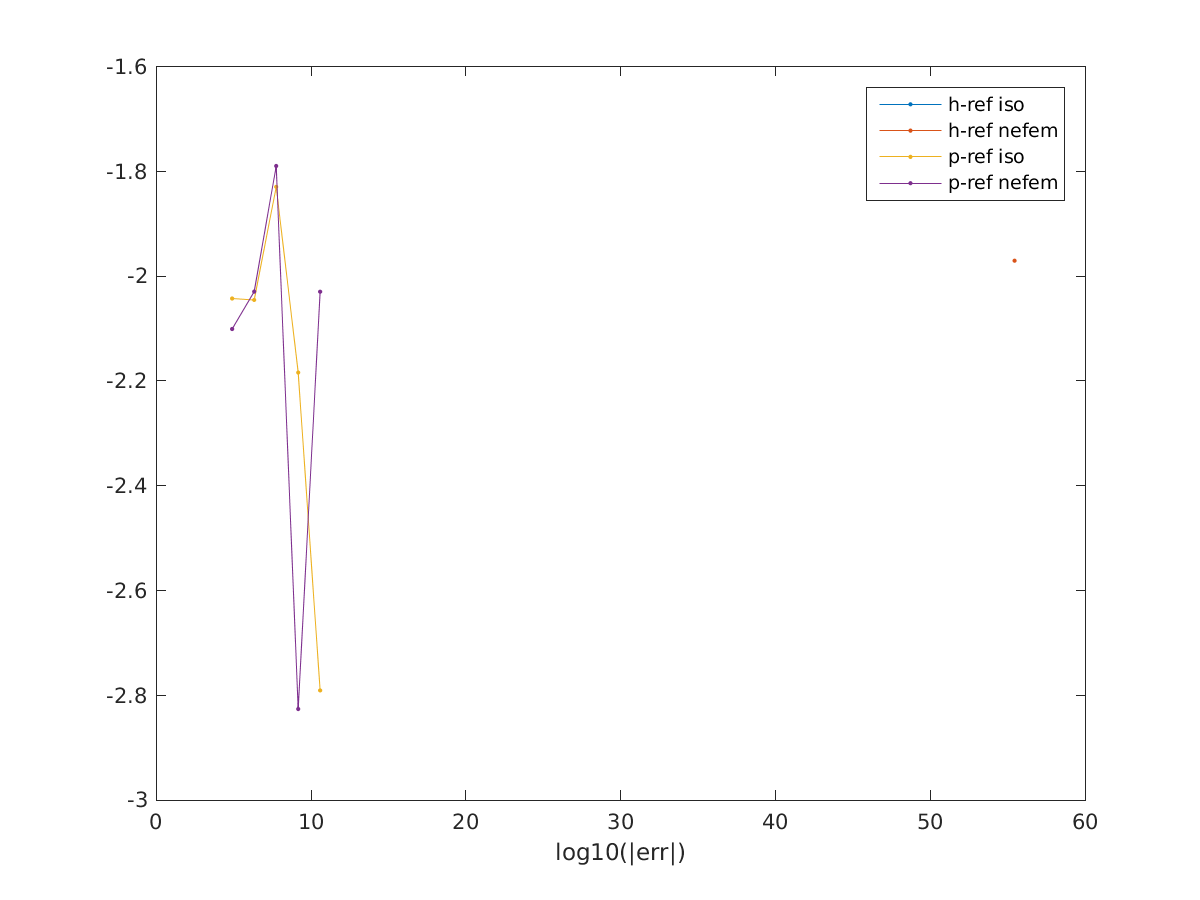 -1.6
-1.8
-2
-2.2
-2.4
-2.6
-2.8
-3
0 10 20 30 40 50 60
log10(|err|)
h-ref iso
h-ref nefem
p-ref iso
p-ref nefem